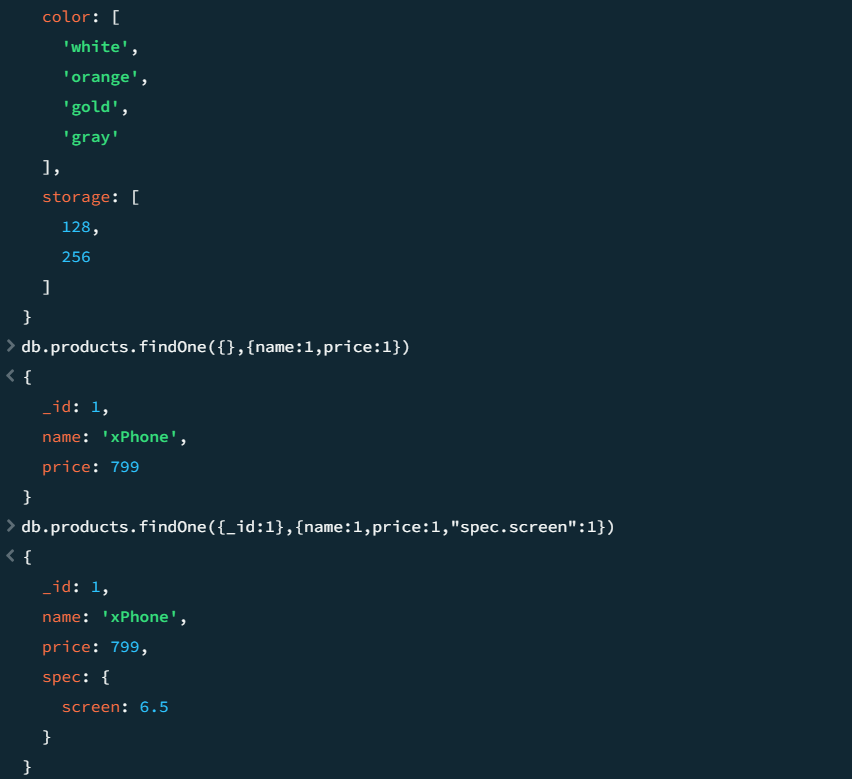 color: [
'white',
'orange',
'gold',
'gray'
],
storage: [
128,
256
]
}
> db.products.findOne({},{name:1,price:1})
< {
_id: 1,
name: 'xPhone',
price: 799
}
> db.products.findOne({_id:1},{name:1,price:1,"spec.screen":1})
< {
_id: 1,
name: 'xPhone',
price: 799,
spec: {
screen: 6.5
}
}